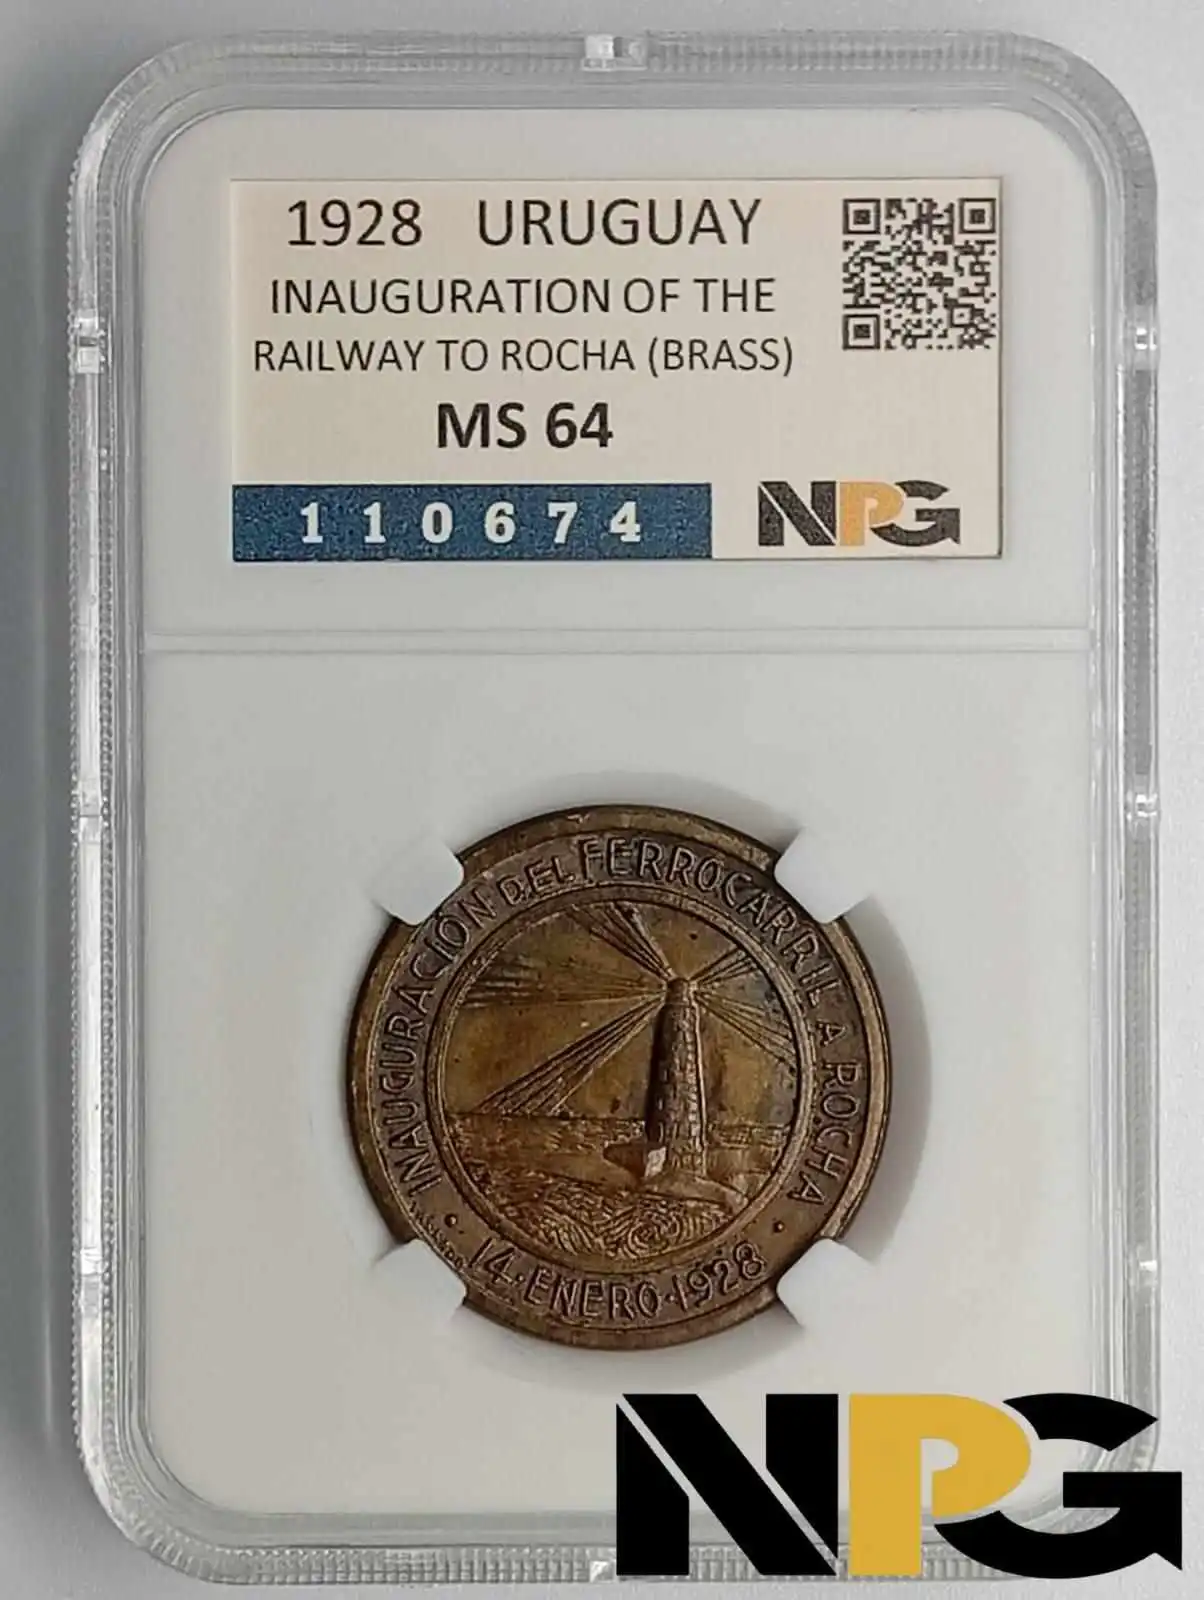 1928 URUGUAY
INAUGURATION OF THE
RAILWAY TO ROCHA (BRASS)
MS 64
110674
NPG
INAUGURACIÓN DEL FERROCARRIL A ROCHA
• 14 • ENERO • 1928 •
NPG